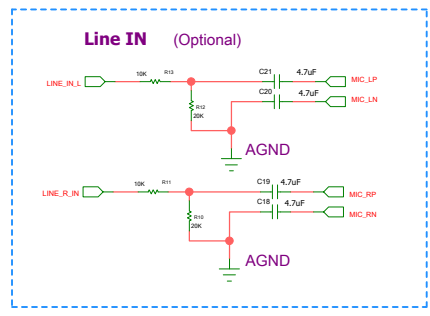 Line IN (Optional)
C21 4.7uF
10K R13
LINE_IN_L
MIC_LP
C20 4.7uF
MIC_LN
R12
20K
AGND
C19 4.7uF
10K R11
LINE_R_IN
MIC_RP
C18 4.7uF
MIC_RN
R10
20K
AGND